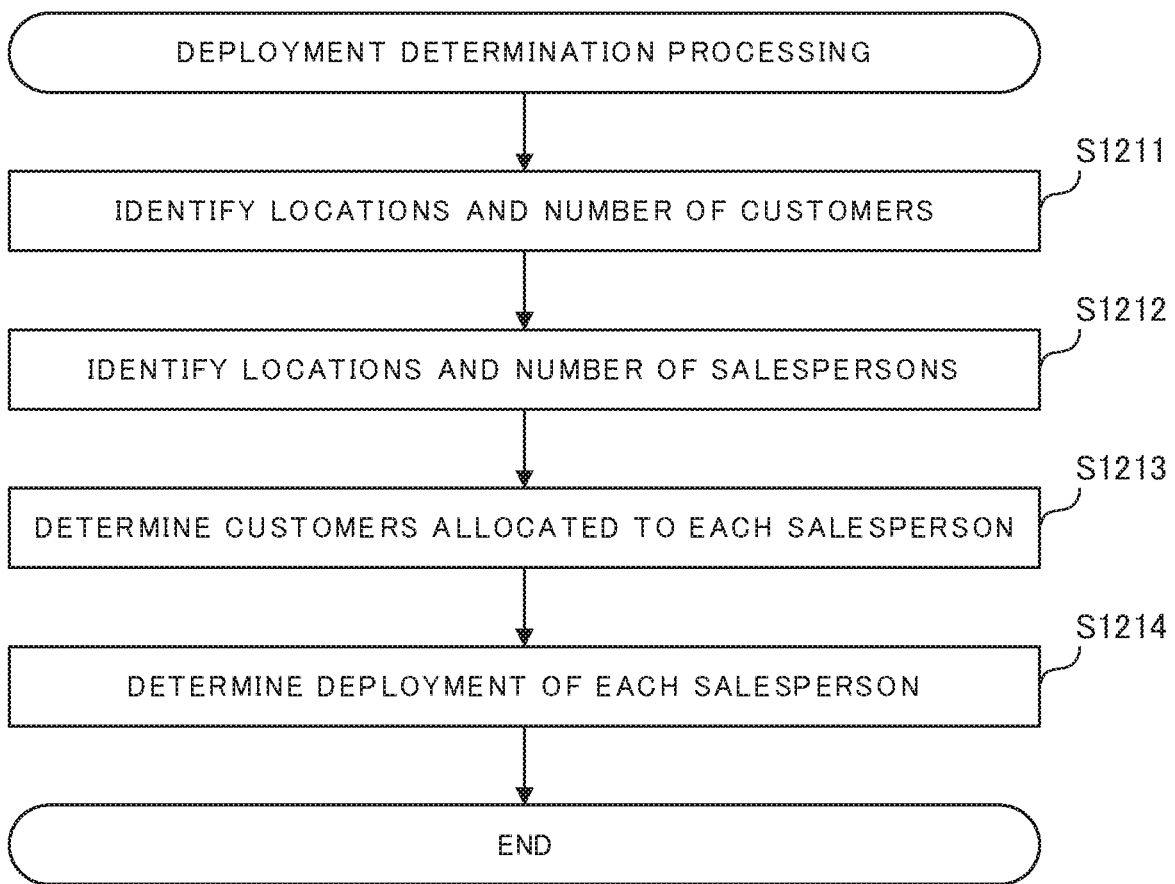 DEPLOYMENT DETERMINATION PROCESSING
S1211
IDENTIFY LOCATIONS AND NUMBER OF CUSTOMERS
S1212
IDENTIFY LOCATIONS AND NUMBER OF SALESPERSONS
S1213
DETERMINE CUSTOMERS ALLOCATED TO EACH SALESPERSON
S1214
DETERMINE DEPLOYMENT OF EACH SALESPERSON
END